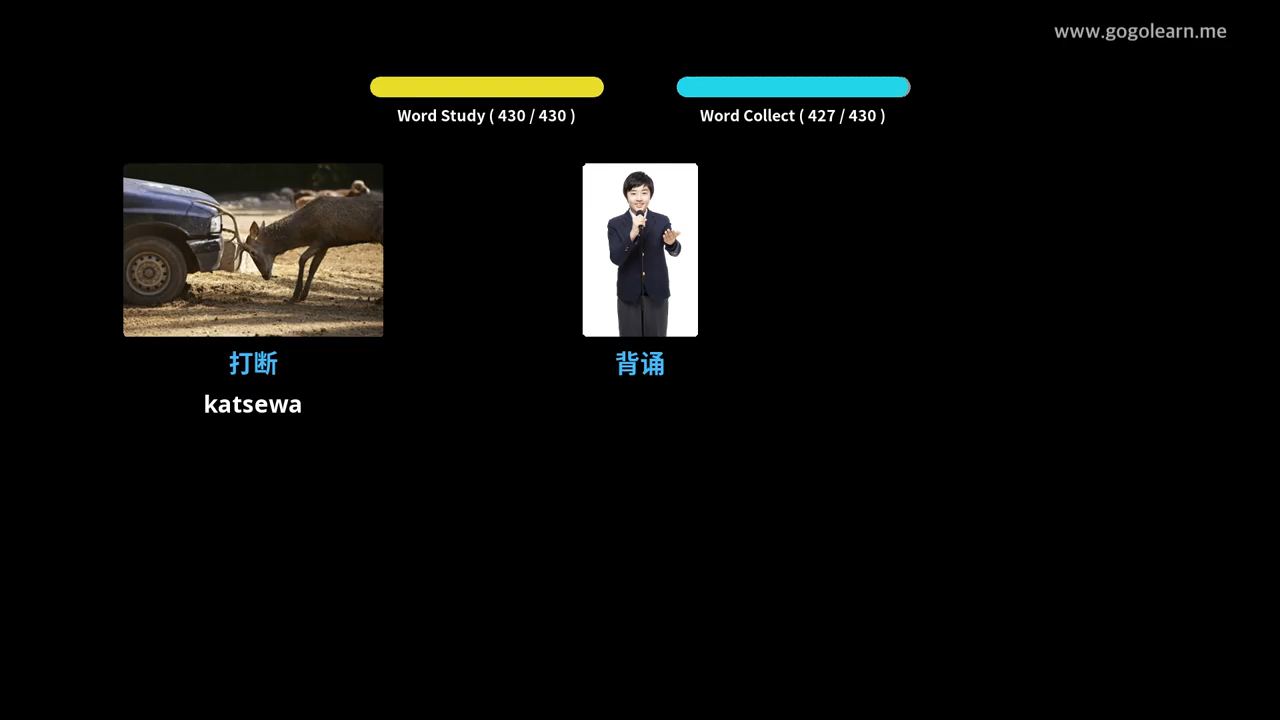 www.gogolearn.me
Word Study ( 430 / 430 )
Word Collect ( 427 / 430 )
打断
背诵
katsewa